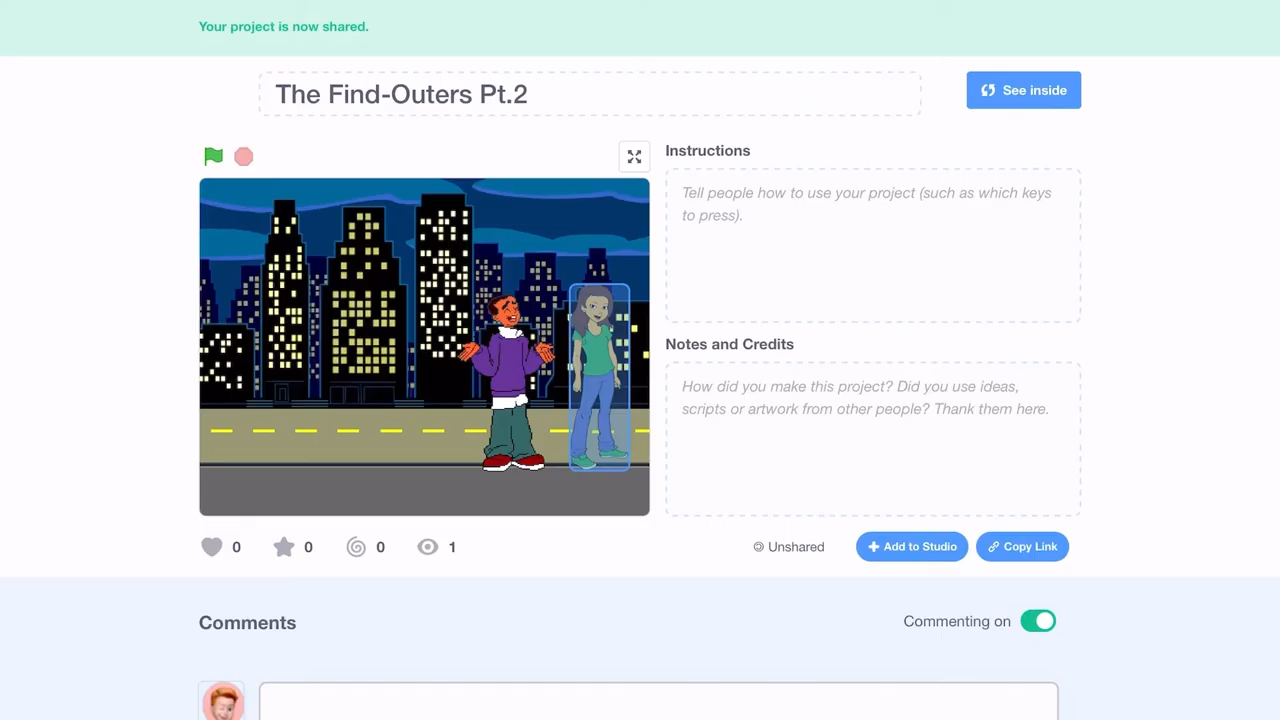 Your project is now shared.
The Find-Outers Pt.2
See inside
Instructions
Tell people how to use your project (such as which keys
to press).
Notes and Credits
How did you make this project? Did you use ideas,
scripts or artwork from other people? Thank them here.
0
0
0
1
Unshared
Add to Studio
Copy Link
Comments
Commenting on